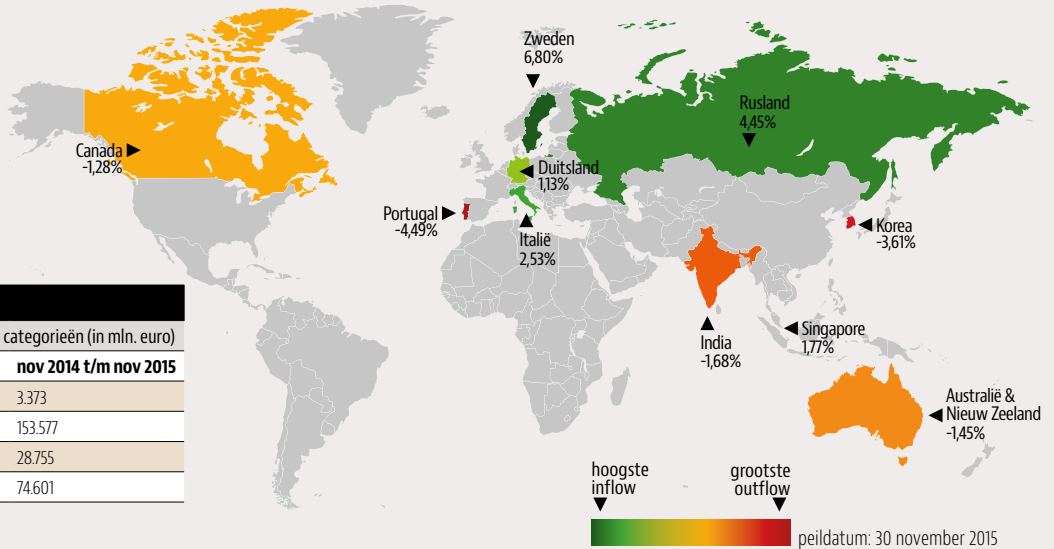 Zweden
6,80%
Rusland
4,45%
Canada
-1,28%
Duitsland
1,13%
Portugal
-4,49%
Italië
2,53%
Korea
-3,61%
India
-1,68%
Singapore
1,77%
Australië &
Nieuw Zeeland
-1,45%
categorieën (in mln. euro)
nov 2014 t/m nov 2015
3.373
153.577
28.755
74.601
hoogste
inflow
grootste
outflow
peildatum: 30 november 2015